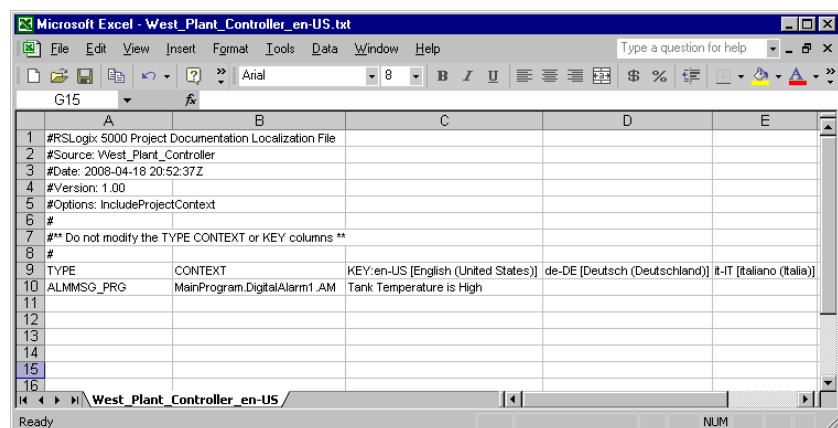 Microsoft Excel - West_Plant_Controller_en-US.txt
File Edit View Insert Format Tools Data Window Help Type a question for help
Arial 8 B I U $ %
G15 fx
A B C D E
1 #RSLogix 5000 Project Documentation Localization File
2 #Source: West_Plant_Controller
3 #Date: 2008-04-18 20:52:37Z
4 #Version: 1.00
5 #Options: IncludeProjectContext
6 #
7 #** Do not modify the TYPE CONTEXT or KEY columns **
8 #
9 TYPE CONTEXT KEY:en-US [English (United States)] de-DE [Deutsch (Deutschland)] it-IT [italiano (Italia)]
10 ALMMSG_PRG MainProgram.DigitalAlarm1.AM Tank Temperature is High
11
12
13
14
15
16
West_Plant_Controller_en-US
Ready NUM